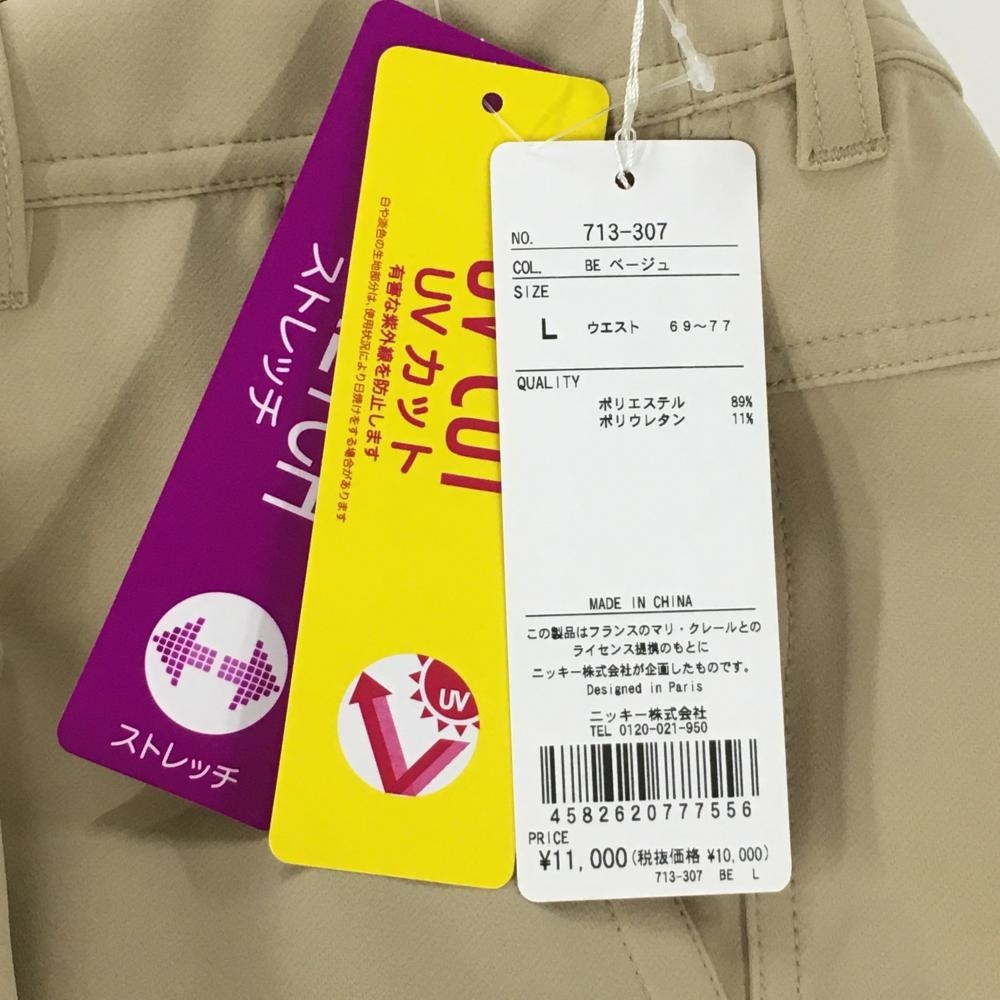 ストレッチ
ストレッチ
UVカット
有害な紫外線を防止します
白や淡色の生地部分は、使用状況により日焼けをする場合があります
UV
NO. 713-307
COL. BE ベージュ
SIZE
L ウエスト 69〜77
QUALITY
ポリエステル 89%
ポリウレタン 11%
MADE IN CHINA
この製品はフランスのマリ・クレールとの
ライセンス提携のもとに
ニッキー株式会社が企画したものです。
Designed in Paris
ニッキー株式会社
TEL 0120-021-950
4582620777556
PRICE
¥11,000(税抜価格 ¥10,000)
713-307 BE L